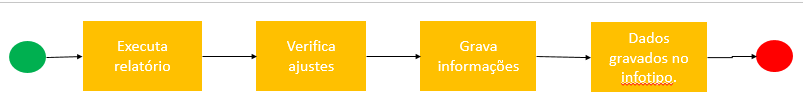 Executa
relatório
Verifica
ajustes
Grava
informações
Dados
gravados no
infotipo.